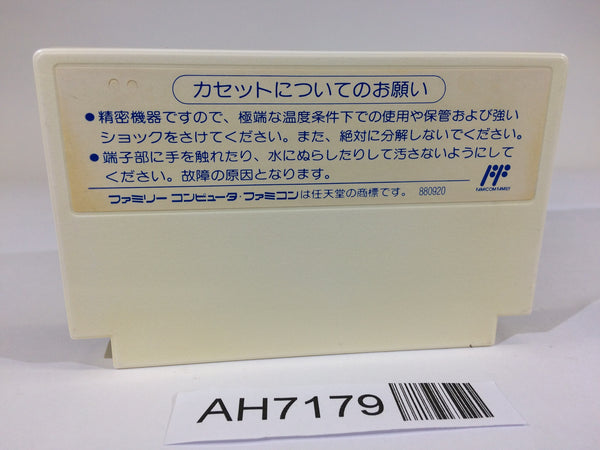 カセットについてのお願い
●精密機器ですので、極端な温度条件下での使用や保管および強い
ショックをさけてください。また、絶対に分解しないでください。
●端子部に手を触れたり、水にぬらしたりして汚さないようにして
ください。故障の原因となります。
FAMICOM FAMILY
ファミリー コンピュータ・ファミコンは任天堂の商標です。 880920
AH7179